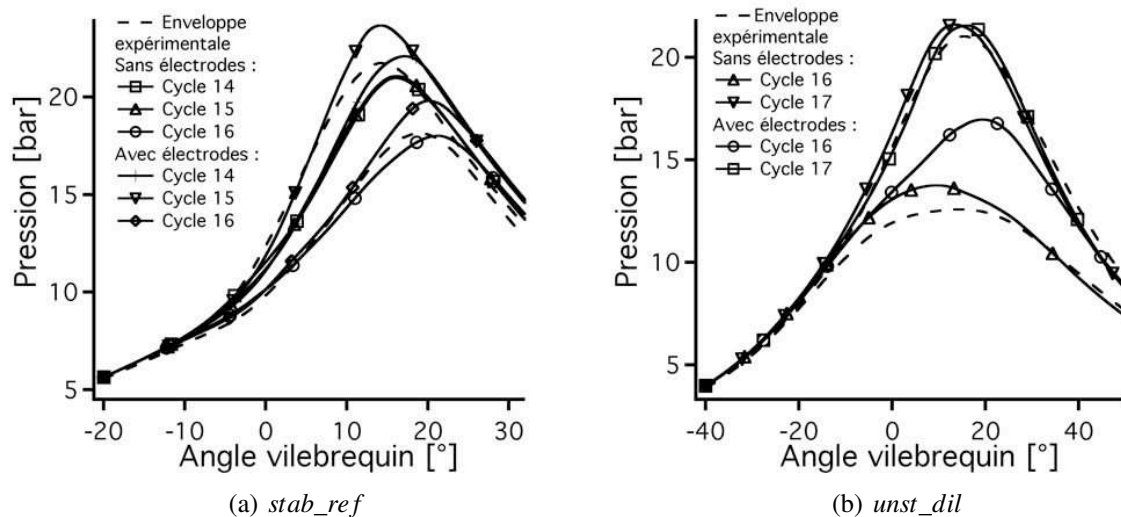 Enveloppe
expérimentale
Sans électrodes :
Cycle 14
Cycle 15
Cycle 16
Avec électrodes :
Cycle 14
Cycle 15
Cycle 16
Pression [bar]
20
15
10
5
-20
-10
0
10
20
30
Angle vilebrequin [°]
(a) stab_ref
Enveloppe
expérimentale
Sans électrodes :
Cycle 16
Cycle 17
Avec électrodes :
Cycle 16
Cycle 17
Pression [bar]
20
15
10
5
-40
-20
0
20
40
Angle vilebrequin [°]
(b) unst_dil